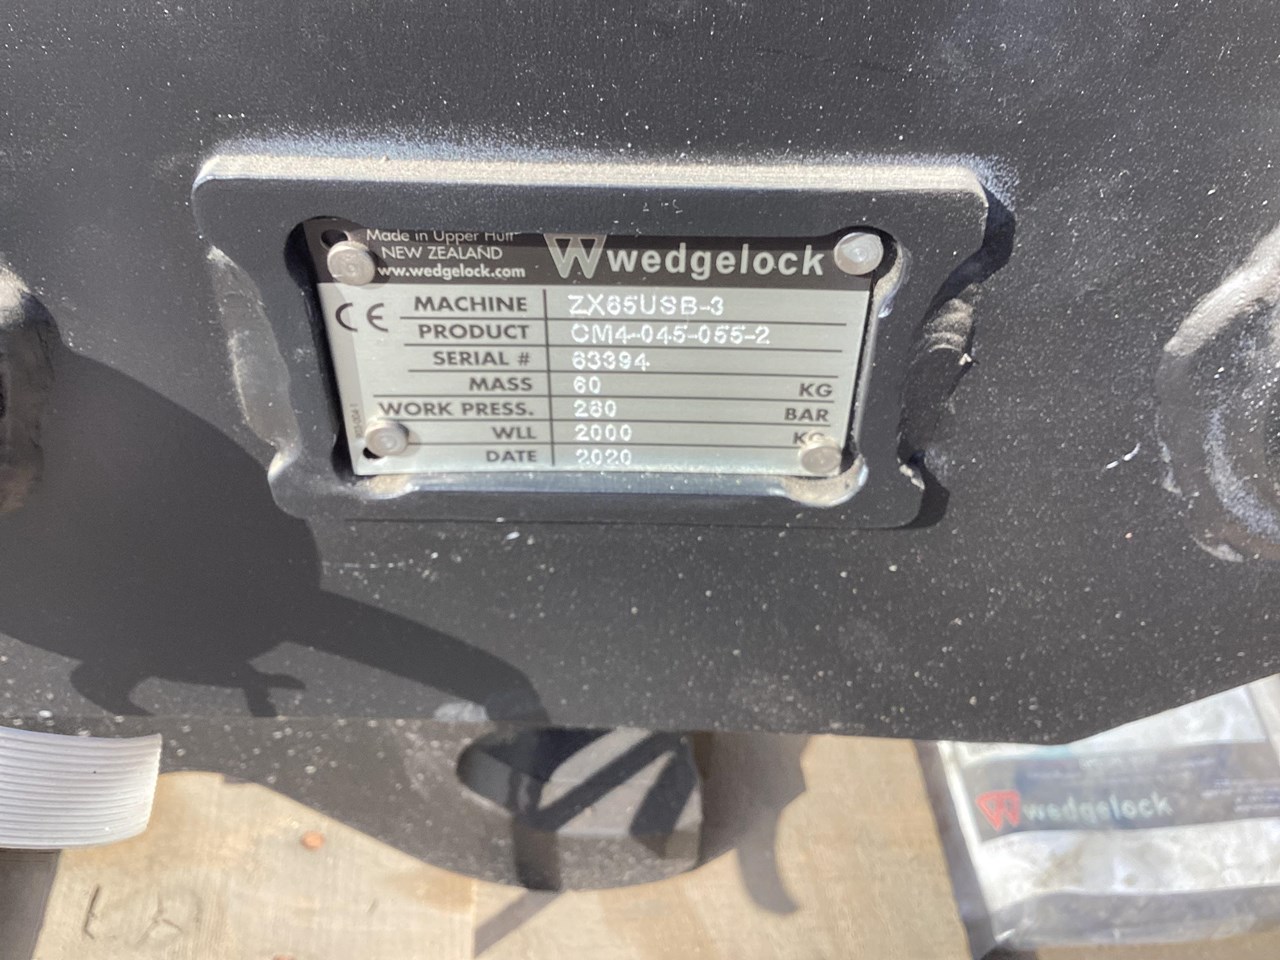 Made in Upper Hutt
NEW ZEALAND
www.wedgelock.com
W wedgelock
CE
MACHINE ZX65USB-3
PRODUCT CM4-045-055-2
SERIAL # 63394
MASS 60 KG
WORK PRESS. 280 BAR
WLL 2000 KG
DATE 2020
W wedgelock